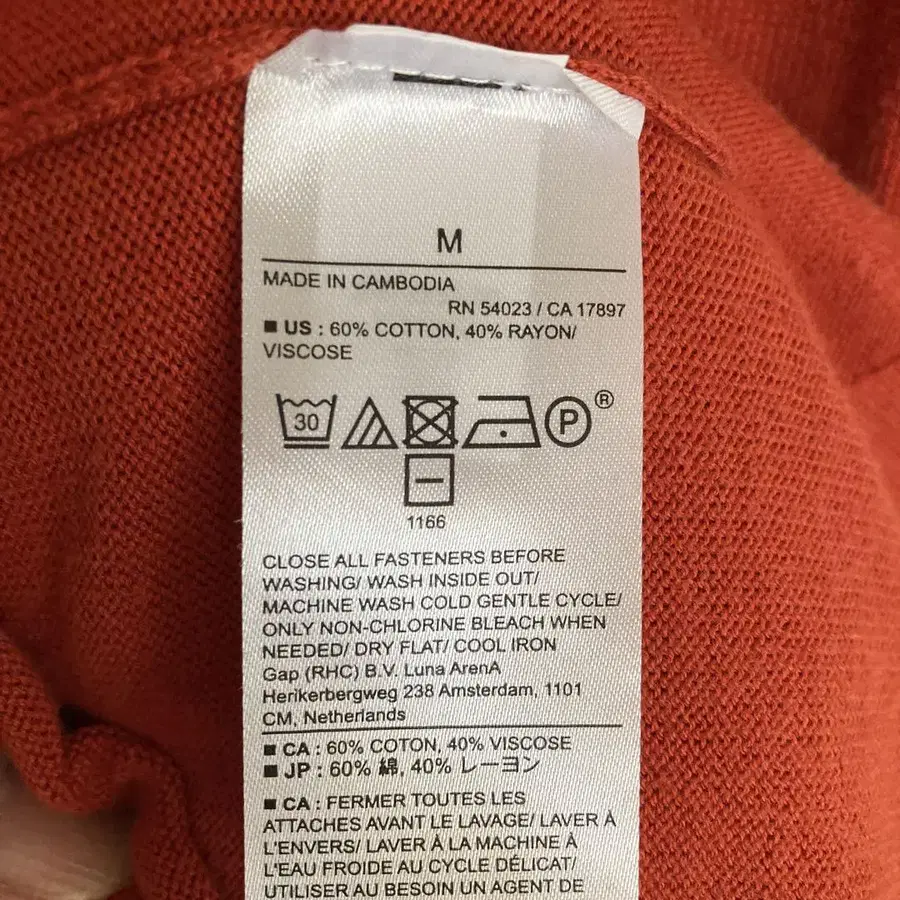 M
MADE IN CAMBODIA
RN 54023 / CA 17897
■ US : 60% COTTON, 40% RAYON/
VISCOSE
30
P ®
1166
CLOSE ALL FASTENERS BEFORE
WASHING/ WASH INSIDE OUT/
MACHINE WASH COLD GENTLE CYCLE/
ONLY NON-CHLORINE BLEACH WHEN
NEEDED/ DRY FLAT/ COOL IRON
Gap (RHC) B.V. Luna ArenA
Herikerbergweg 238 Amsterdam, 1101
CM, Netherlands
■ CA : 60% COTON, 40% VISCOSE
■ JP : 60% 綿, 40% レーヨン
■ CA : FERMER TOUTES LES
ATTACHES AVANT LE LAVAGE/ LAVER À
L'ENVERS/ LAVER À LA MACHINE À
L'EAU FROIDE AU CYCLE DÉLICAT/
UTILISER AU BESOIN UN AGENT DE